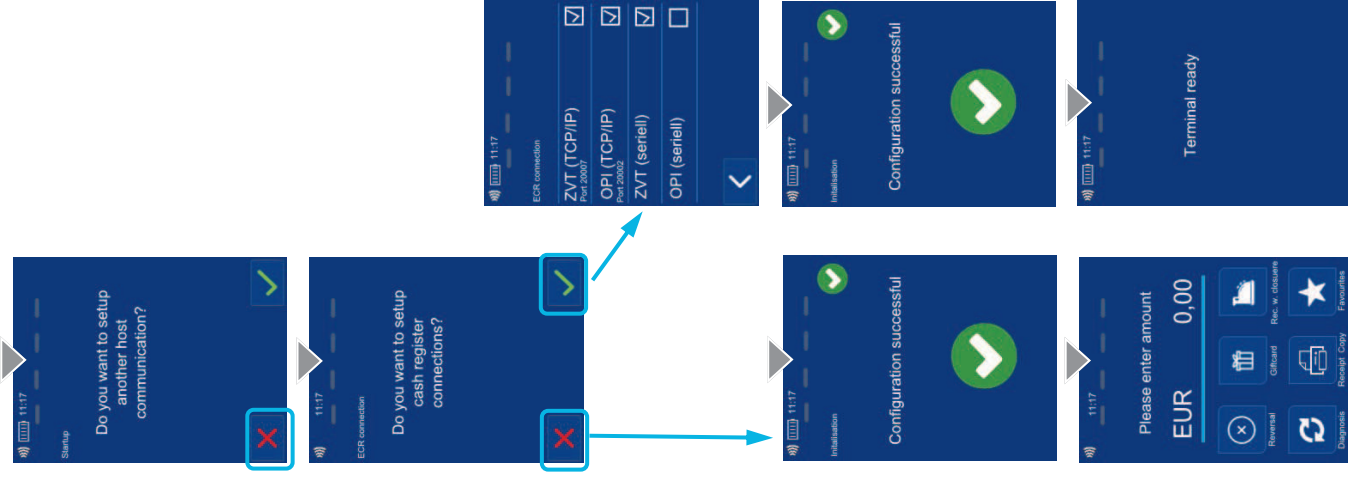 11:17
Startup
Do you want to setup
another host
communication?
11:17
ECR connection
Do you want to setup
cash register
connections?
11:17
ECR connection
ZVT (TCP/IP)
Port 20007
OPI (TCP/IP)
Port 20002
ZVT (seriell)
OPI (seriell)
11:17
Initalisation
Configuration successful
11:17
Terminal ready
11:17
Initalisation
Configuration successful
11:17
Please enter amount
EUR 0,00
Reversal
Giftcard
Rec. w. closuere
Diagnosis
Receipt Copy
Favourites